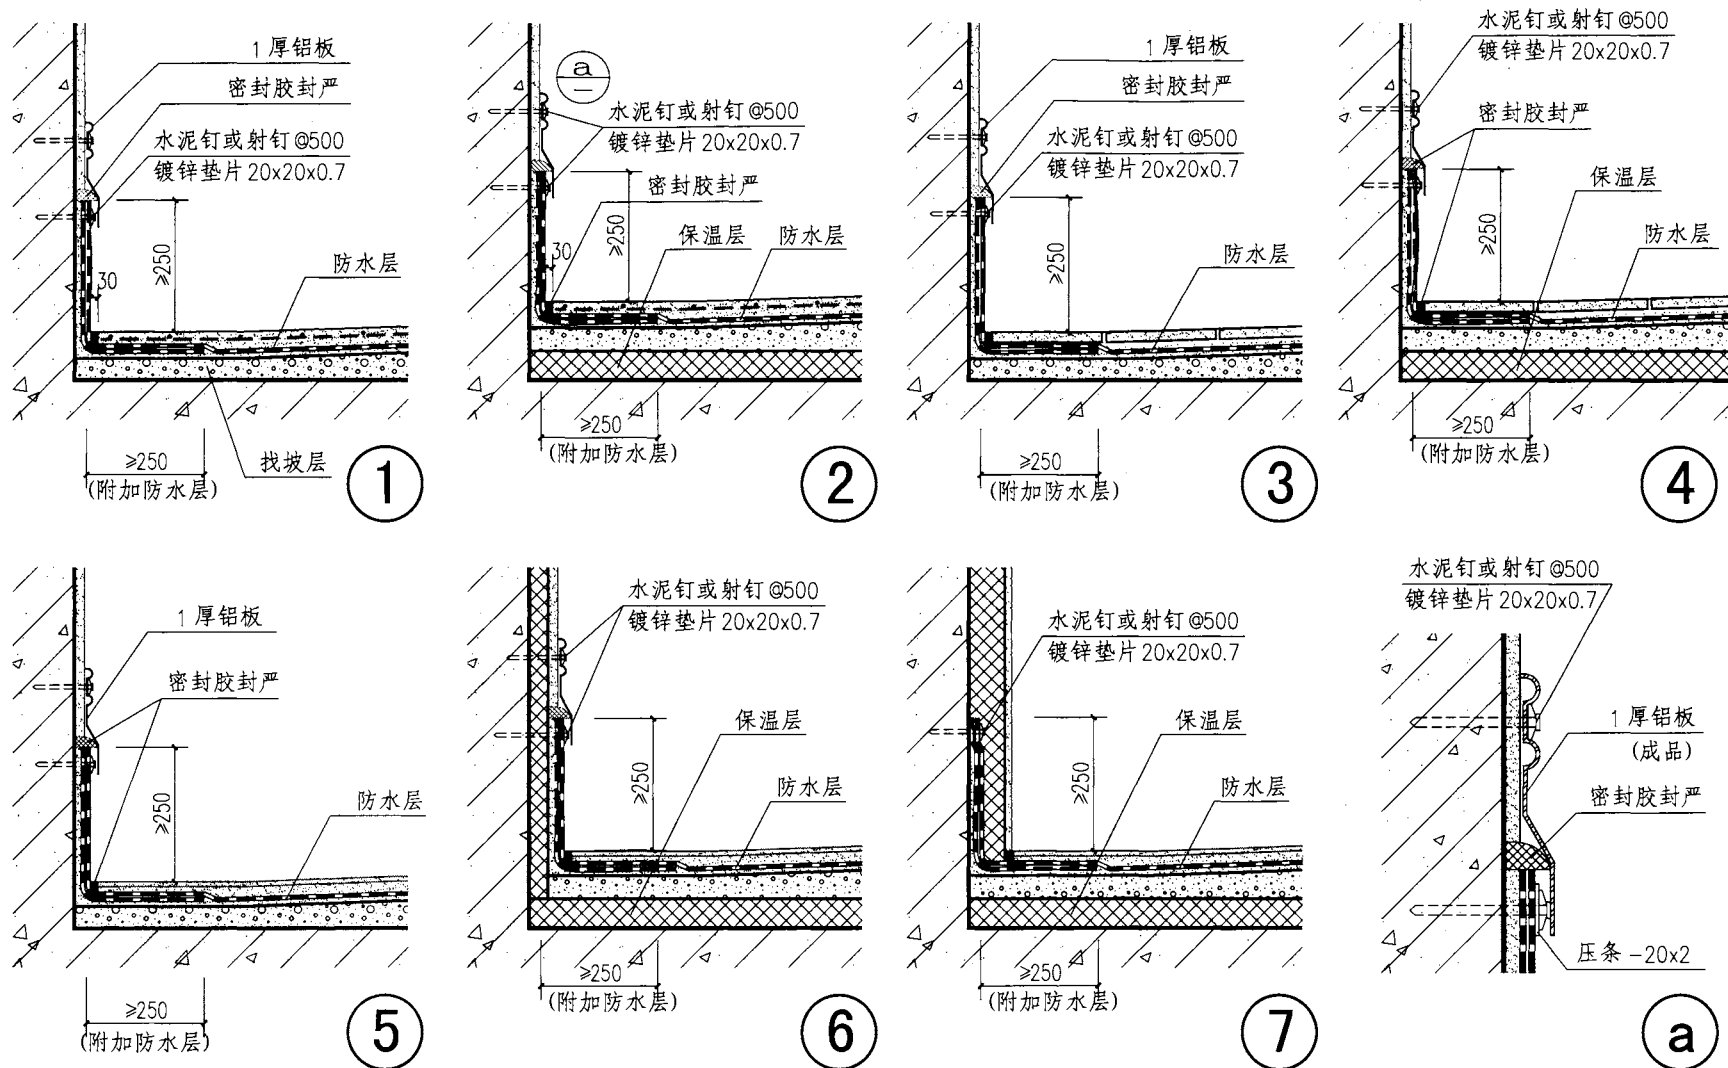 1厚铝板
密封胶封严
水泥钉或射钉@500
镀锌垫片20x20x0.7
≥250
30
防水层
≥250
(附加防水层)
找坡层
1
a
水泥钉或射钉@500
镀锌垫片20x20x0.7
密封胶封严
≥250
30
保温层
防水层
≥250
(附加防水层)
2
1厚铝板
密封胶封严
水泥钉或射钉@500
镀锌垫片20x20x0.7
≥250
防水层
≥250
(附加防水层)
3
水泥钉或射钉@500
镀锌垫片20x20x0.7
密封胶封严
保温层
≥250
防水层
≥250
(附加防水层)
4
1厚铝板
密封胶封严
≥250
防水层
≥250
(附加防水层)
5
水泥钉或射钉@500
镀锌垫片20x20x0.7
保温层
≥250
防水层
≥250
(附加防水层)
6
水泥钉或射钉@500
镀锌垫片20x20x0.7
保温层
≥250
防水层
≥250
(附加防水层)
7
水泥钉或射钉@500
镀锌垫片20x20x0.7
1厚铝板
(成品)
密封胶封严
压条-20x2
a